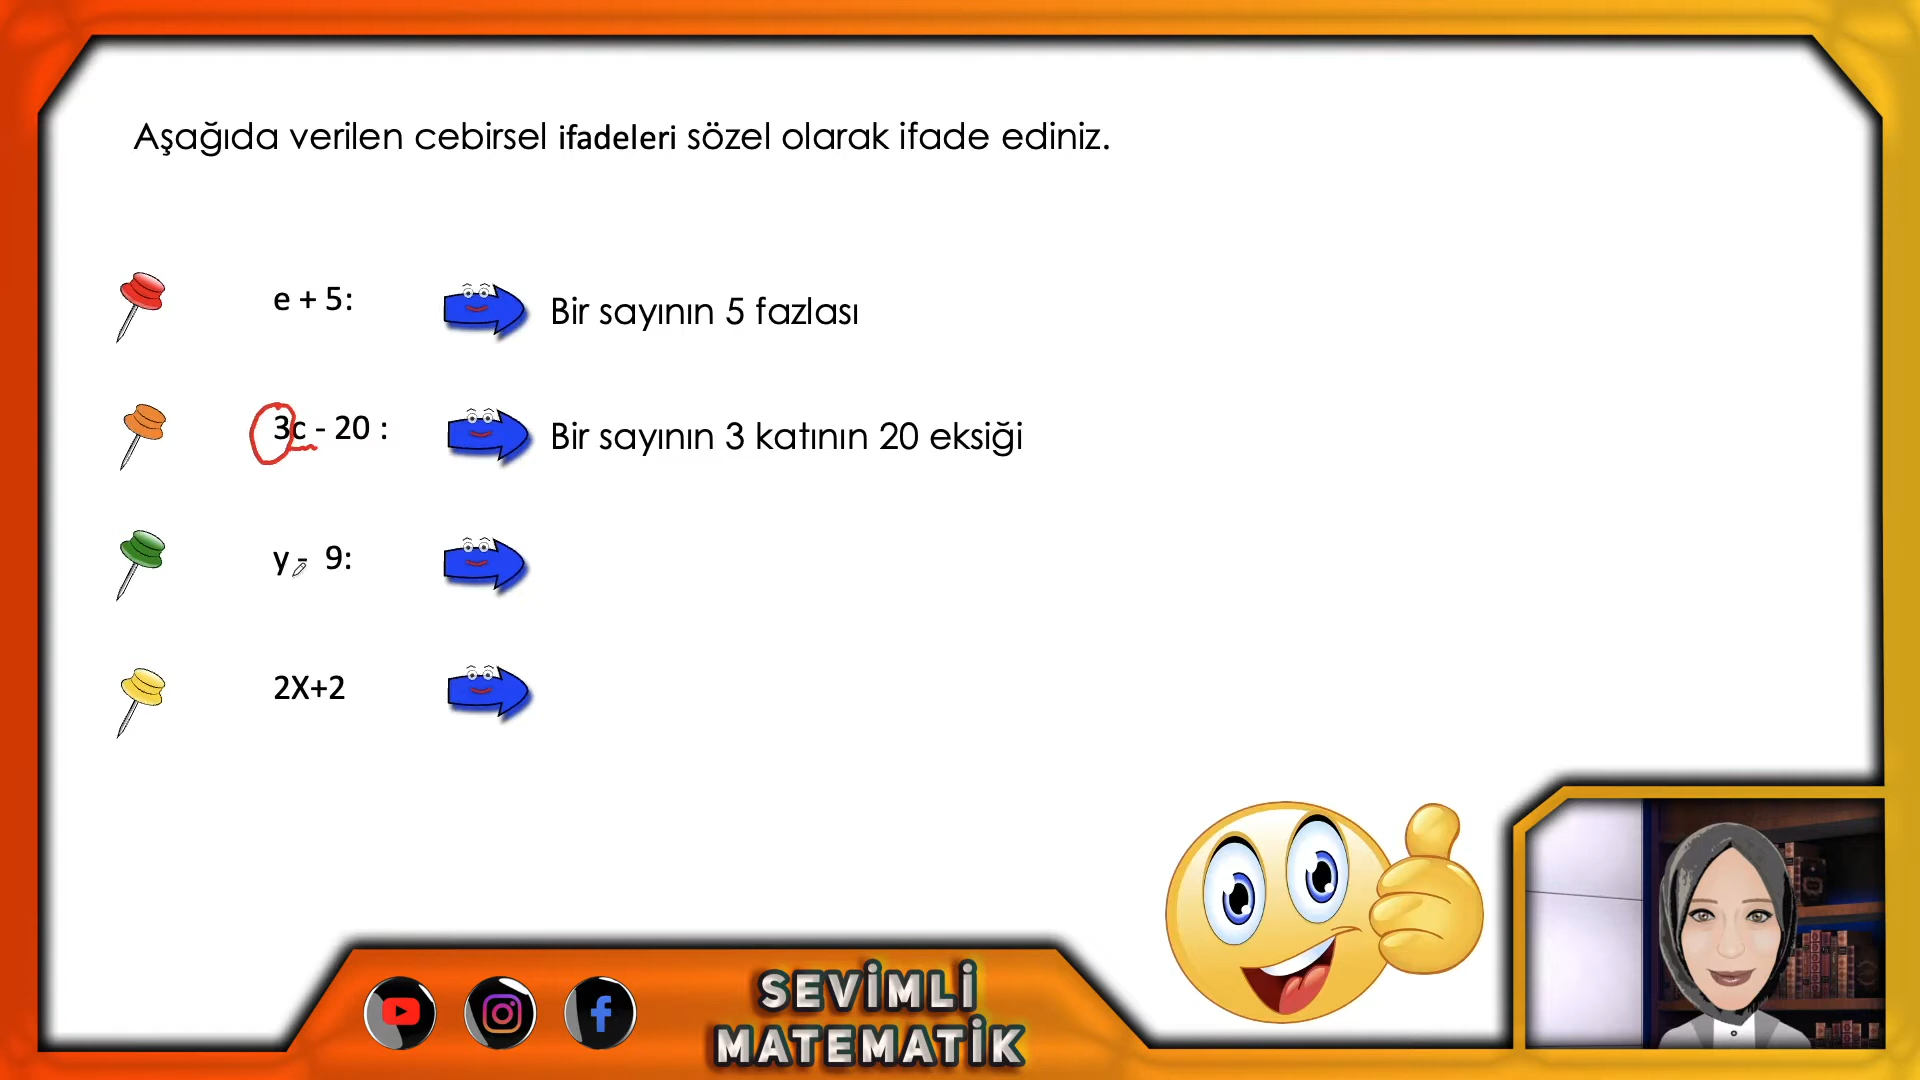 Aşağıda verilen cebirsel ifadeleri sözel olarak ifade ediniz.
e + 5: Bir sayının 5 fazlası
3c - 20 : Bir sayının 3 katının 20 eksiği
y - 9:
2X+2
SEVİMLİ
MATEMATİK